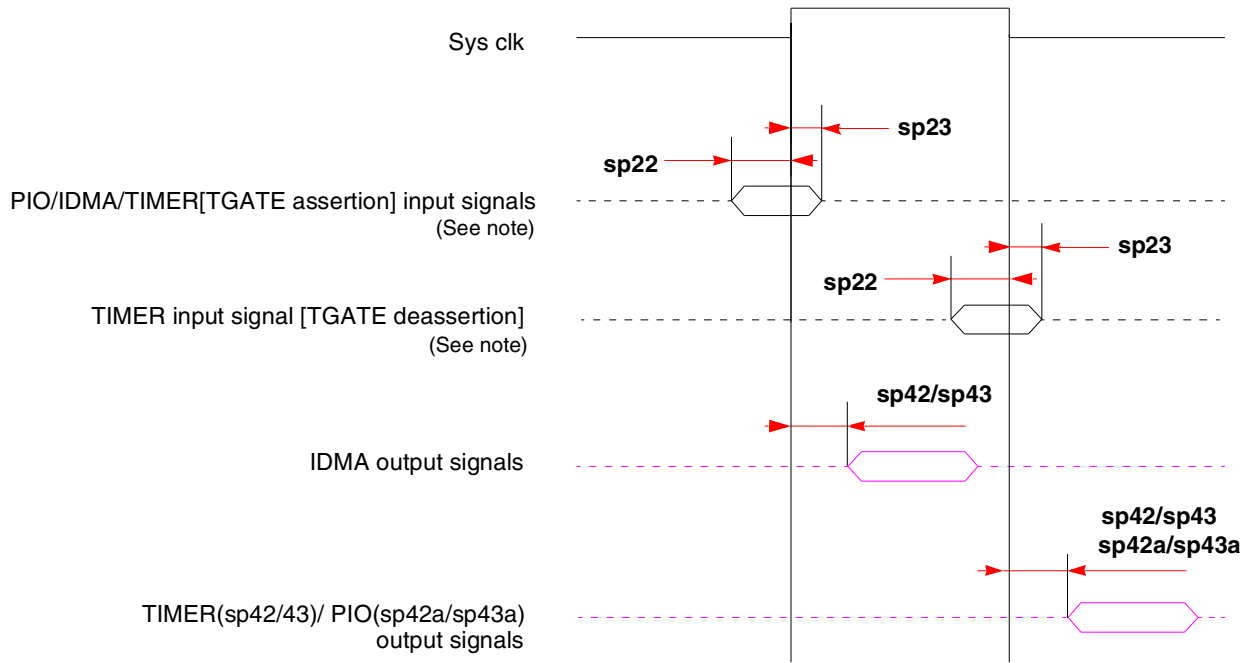 Sys clk
sp23
sp22
PIO/IDMA/TIMER[TGATE assertion] input signals
(See note)
sp23
sp22
TIMER input signal [TGATE deassertion]
(See note)
sp42/sp43
IDMA output signals
sp42/sp43
sp42a/sp43a
TIMER(sp42/43)/ PIO(sp42a/sp43a)
output signals